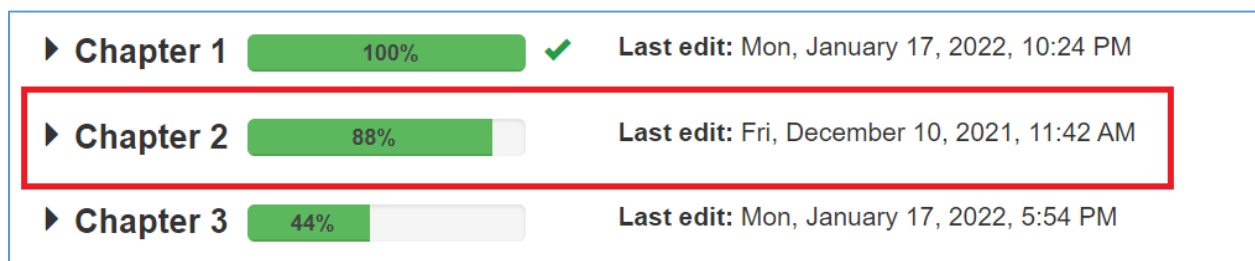 Chapter 1 100% Last edit: Mon, January 17, 2022, 10:24 PM
Chapter 2 88% Last edit: Fri, December 10, 2021, 11:42 AM
Chapter 3 44% Last edit: Mon, January 17, 2022, 5:54 PM